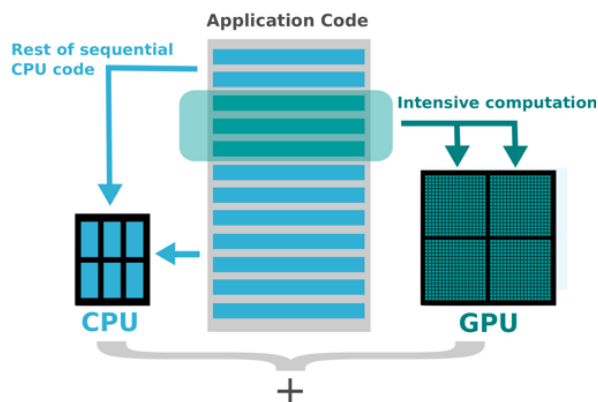 Application Code
Rest of sequential
CPU code
Intensive computation
CPU
GPU
+